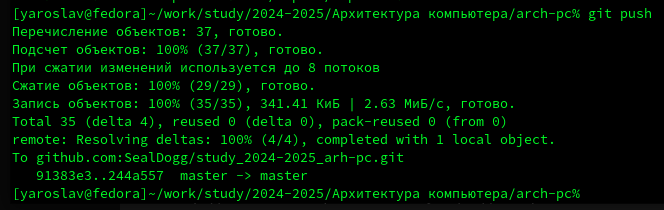 [yaroslav@fedora]~/work/study/2024-2025/Архитектура компьютера/arch-pc% git push
Перечисление объектов: 37, готово.
Подсчет объектов: 100% (37/37), готово.
При сжатии изменений используется до 8 потоков
Сжатие объектов: 100% (29/29), готово.
Запись объектов: 100% (35/35), 341.41 КиБ | 2.63 МиБ/с, готово.
Total 35 (delta 4), reused 0 (delta 0), pack-reused 0 (from 0)
remote: Resolving deltas: 100% (4/4), completed with 1 local object.
To github.com:SealDogg/study_2024-2025_arh-pc.git
   91383e3..244a557  master -> master
[yaroslav@fedora]~/work/study/2024-2025/Архитектура компьютера/arch-pc%